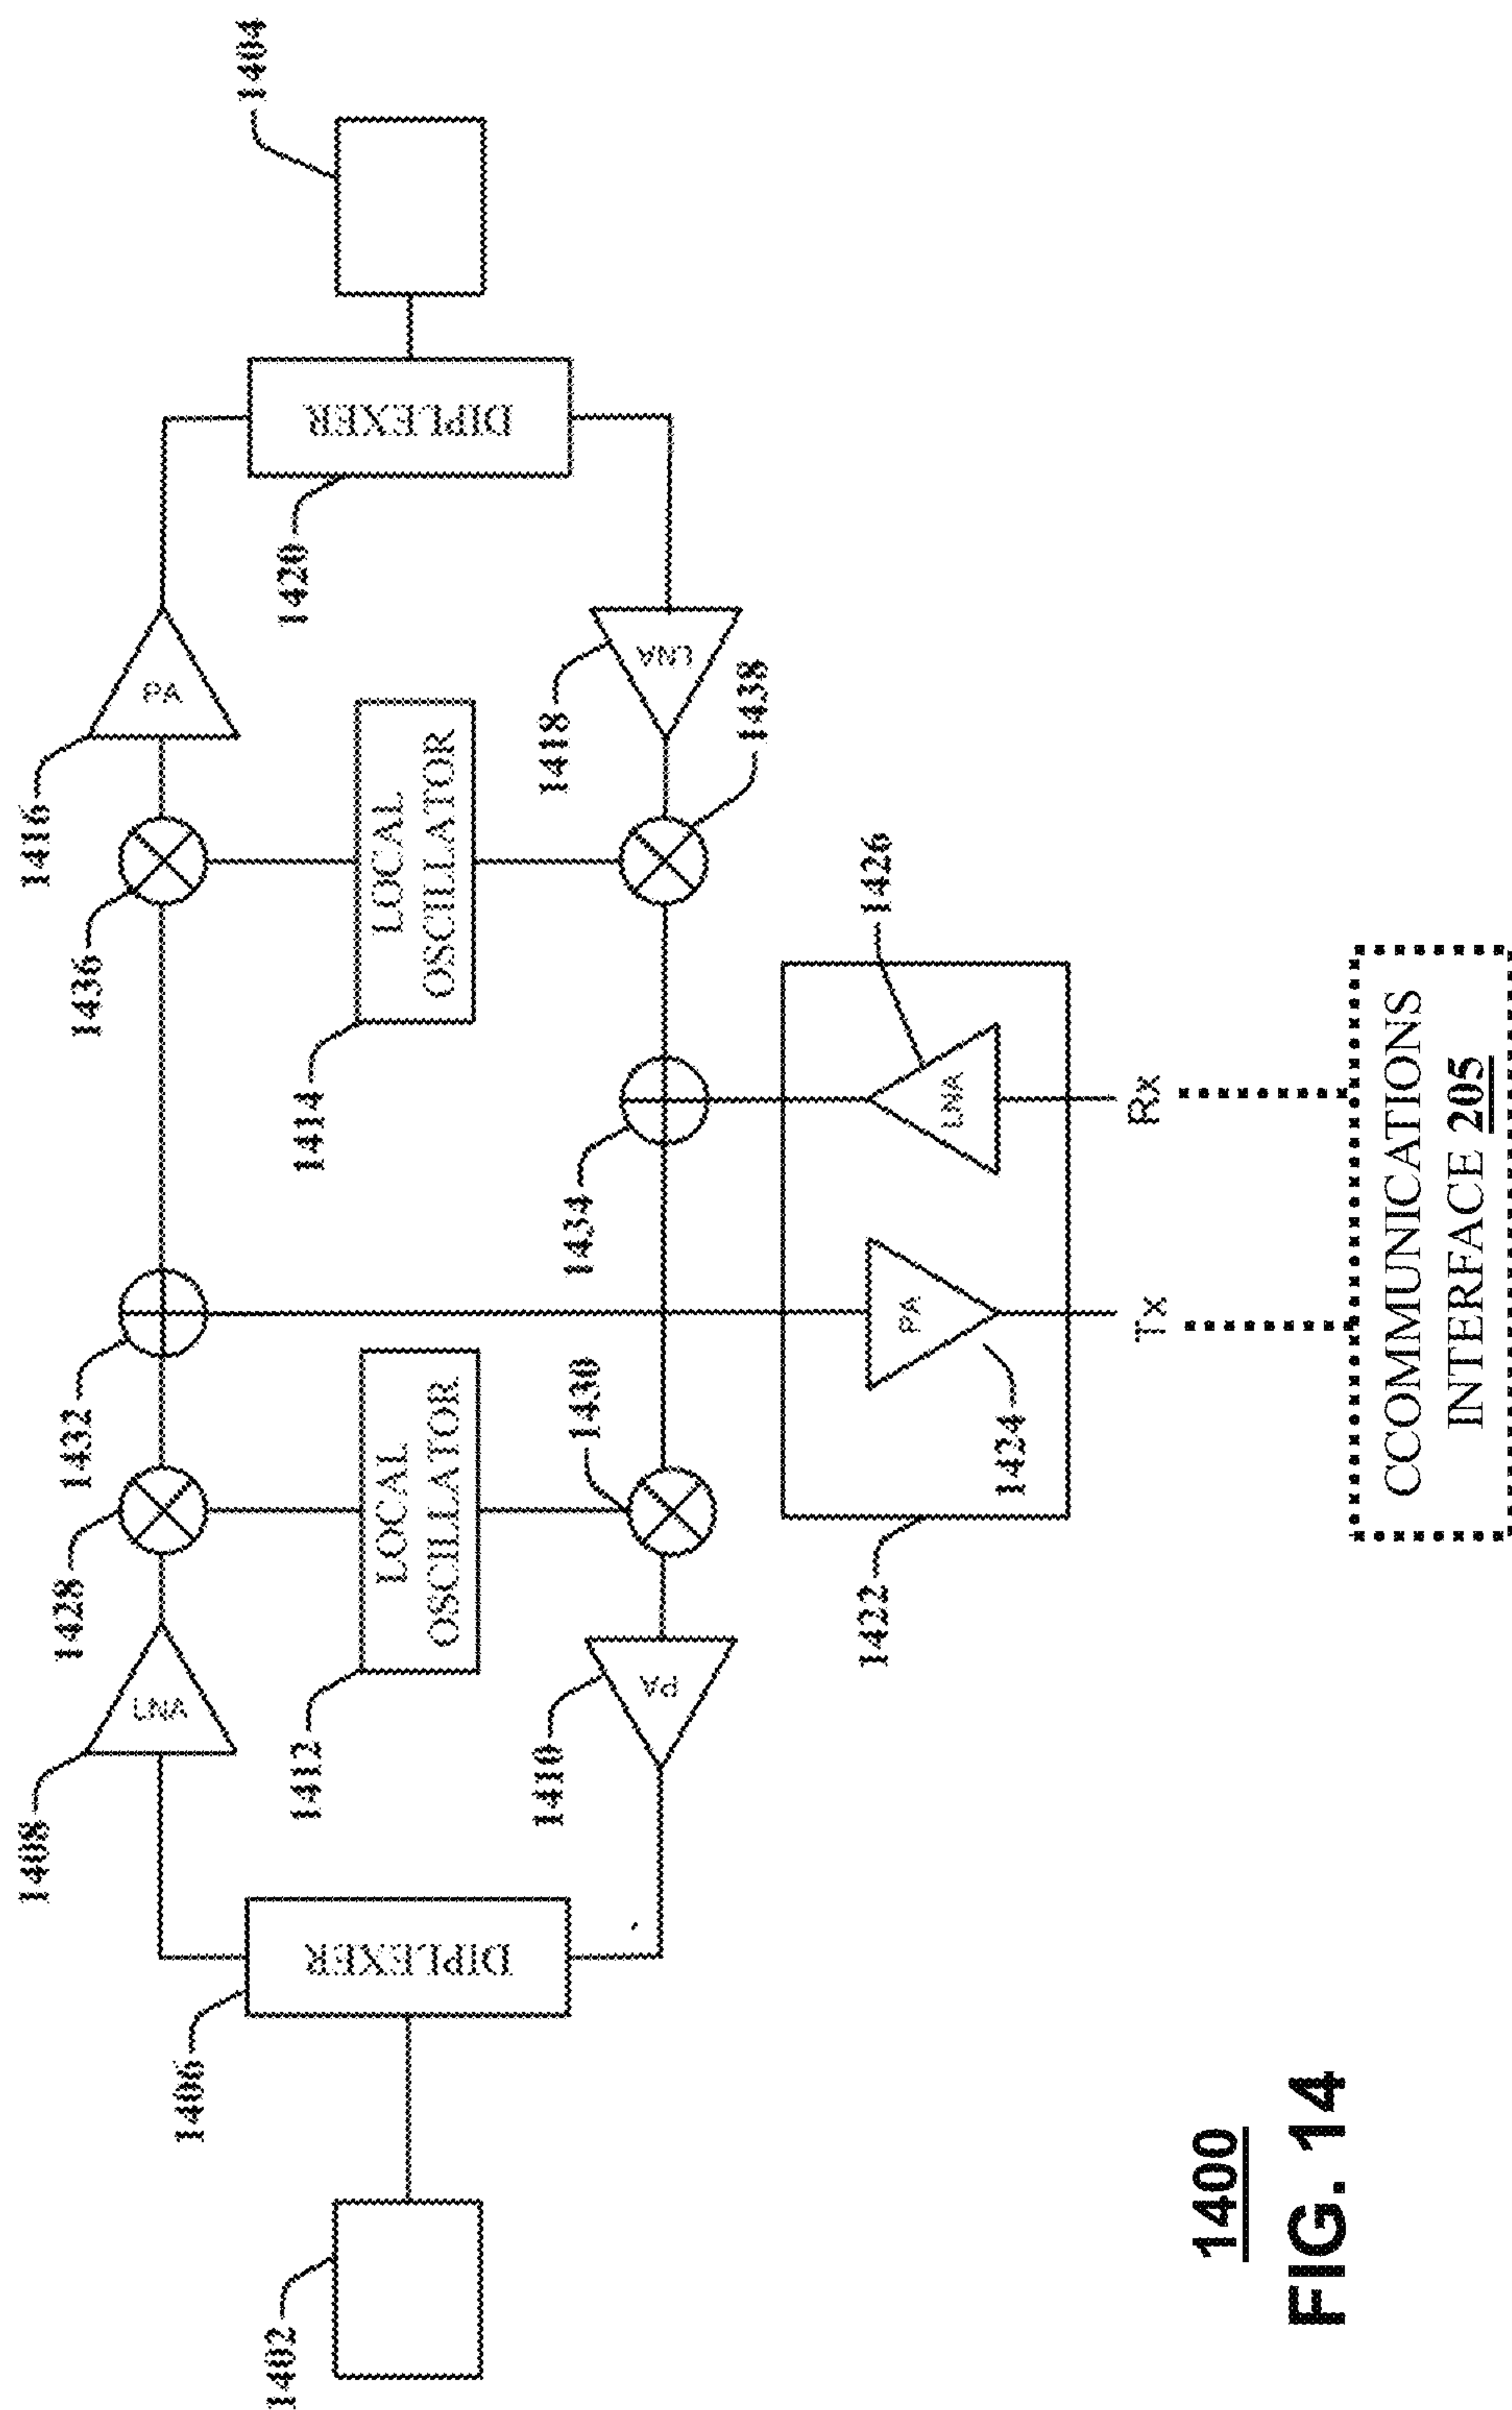 1408
1416
1428
1432
1436
LNA
PA
1406
1404
1402
1412
1414
1420
LOCAL
OSCILLATOR
LOCAL
OSCILLATOR
DIPLEXER
DIPLEXER
1410
1430
1434
1418
PA
LNA
1438
1422
1426
PA
LNA
1424
Tx
Rx
CCOMMUNICATIONS
INTERFACE 205
1400
FIG. 14